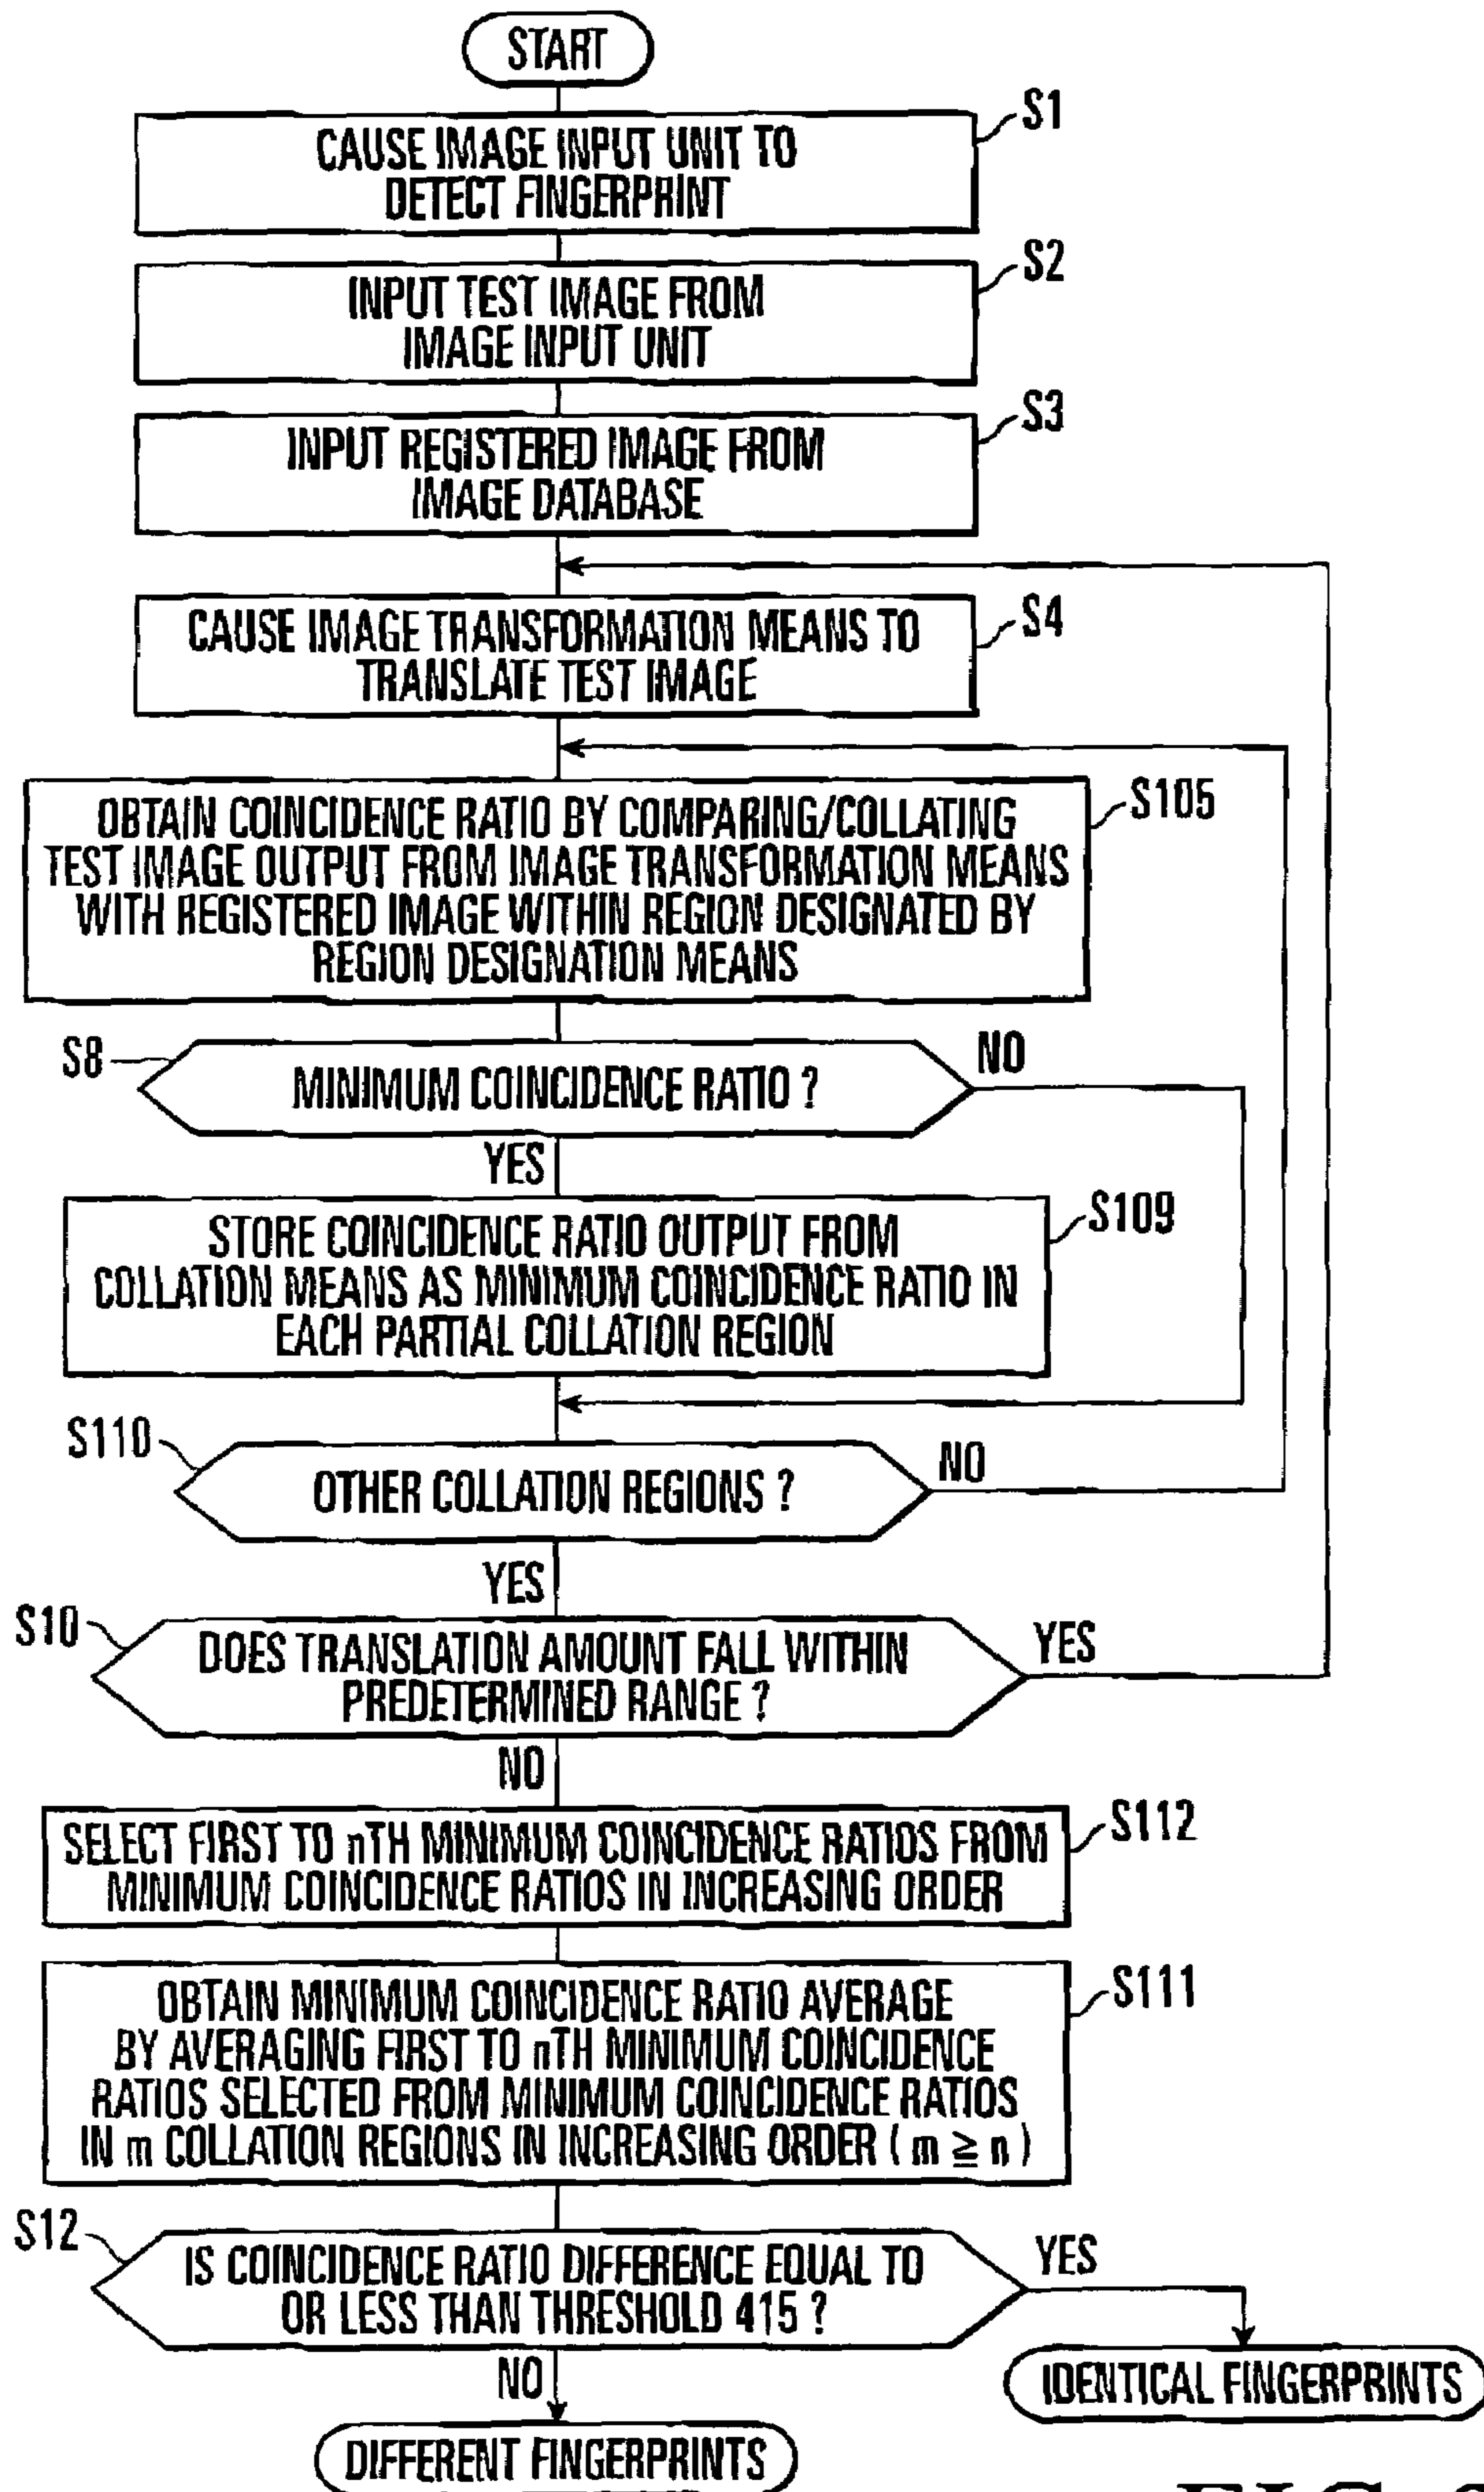 START
S1
CAUSE IMAGE INPUT UNIT TO
DETECT FINGERPRINT
S2
INPUT TEST IMAGE FROM
IMAGE INPUT UNIT
S3
INPUT REGISTERED IMAGE FROM
IMAGE DATABASE
S4
CAUSE IMAGE TRANSFORMATION MEANS TO
TRANSLATE TEST IMAGE
S105
OBTAIN COINCIDENCE RATIO BY COMPARING/COLLATING
TEST IMAGE OUTPUT FROM IMAGE TRANSFORMATION MEANS
WITH REGISTERED IMAGE WITHIN REGION DESIGNATED BY
REGION DESIGNATION MEANS
S8
NO
MINIMUM COINCIDENCE RATIO ?
YES
S109
STORE COINCIDENCE RATIO OUTPUT FROM
COLLATION MEANS AS MINIMUM COINCIDENCE RATIO IN
EACH PARTIAL COLLATION REGION
S110
NO
OTHER COLLATION REGIONS ?
YES
S10
YES
DOES TRANSLATION AMOUNT FALL WITHIN
PREDETERMINED RANGE ?
NO
S112
SELECT FIRST TO nTH MINIMUM COINCIDENCE RATIOS FROM
MINIMUM COINCIDENCE RATIOS IN INCREASING ORDER
S111
OBTAIN MINIMUM COINCIDENCE RATIO AVERAGE
BY AVERAGING FIRST TO nTH MINIMUM COINCIDENCE
RATIOS SELECTED FROM MINIMUM COINCIDENCE RATIOS
IN m COLLATION REGIONS IN INCREASING ORDER ( m ≧ n )
S12
YES
IS COINCIDENCE RATIO DIFFERENCE EQUAL TO
OR LESS THAN THRESHOLD 415 ?
NO
IDENTICAL FINGERPRINTS
DIFFERENT FINGERPRINTS